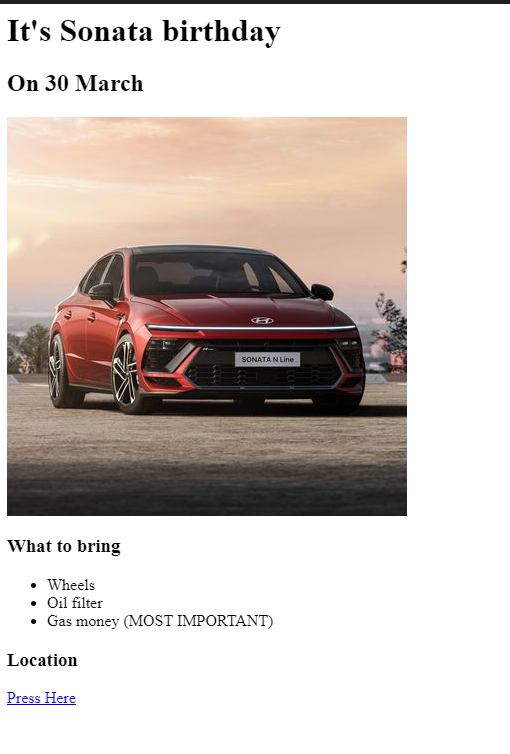 It's Sonata birthday
On 30 March
SONATA N Line
What to bring
Wheels
Oil filter
Gas money (MOST IMPORTANT)
Location
Press Here